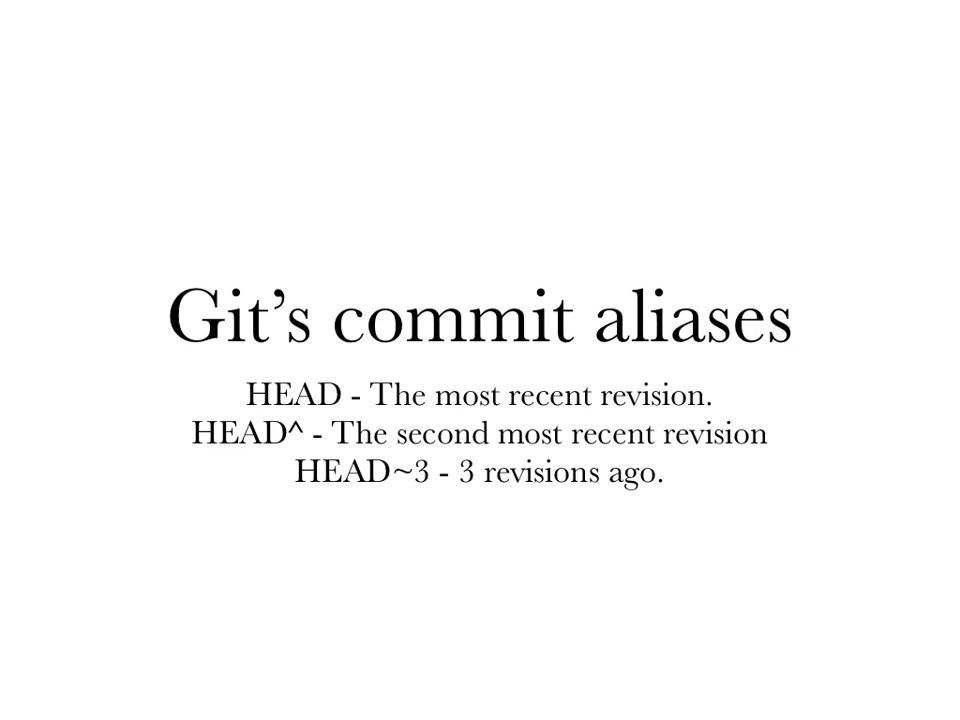 Git’s commit aliases
HEAD - The most recent revision.
HEAD^ - The second most recent revision
HEAD~3 - 3 revisions ago.